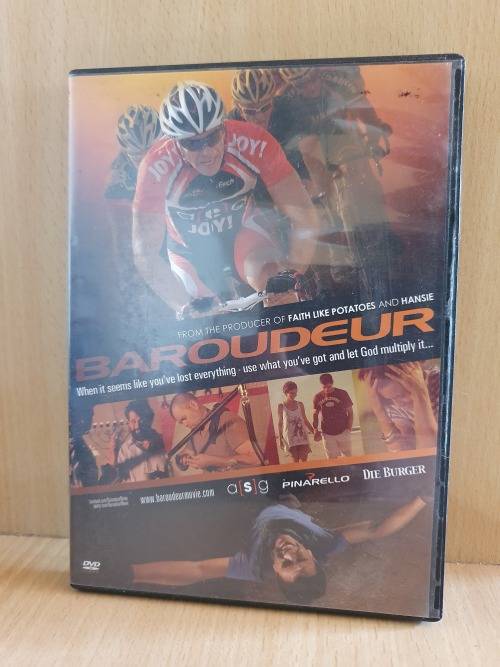 JOY!
JOY!
JOY!
FROM THE PRODUCER OF FAITH LIKE POTATOES AND HANSIE
BAROUDEUR
When it seems like you've lost everything - use what you've got and let God multiply it...
www.baroudeurmovie.com
a[s]g
PINARELLO
DIE BURGER
DVD